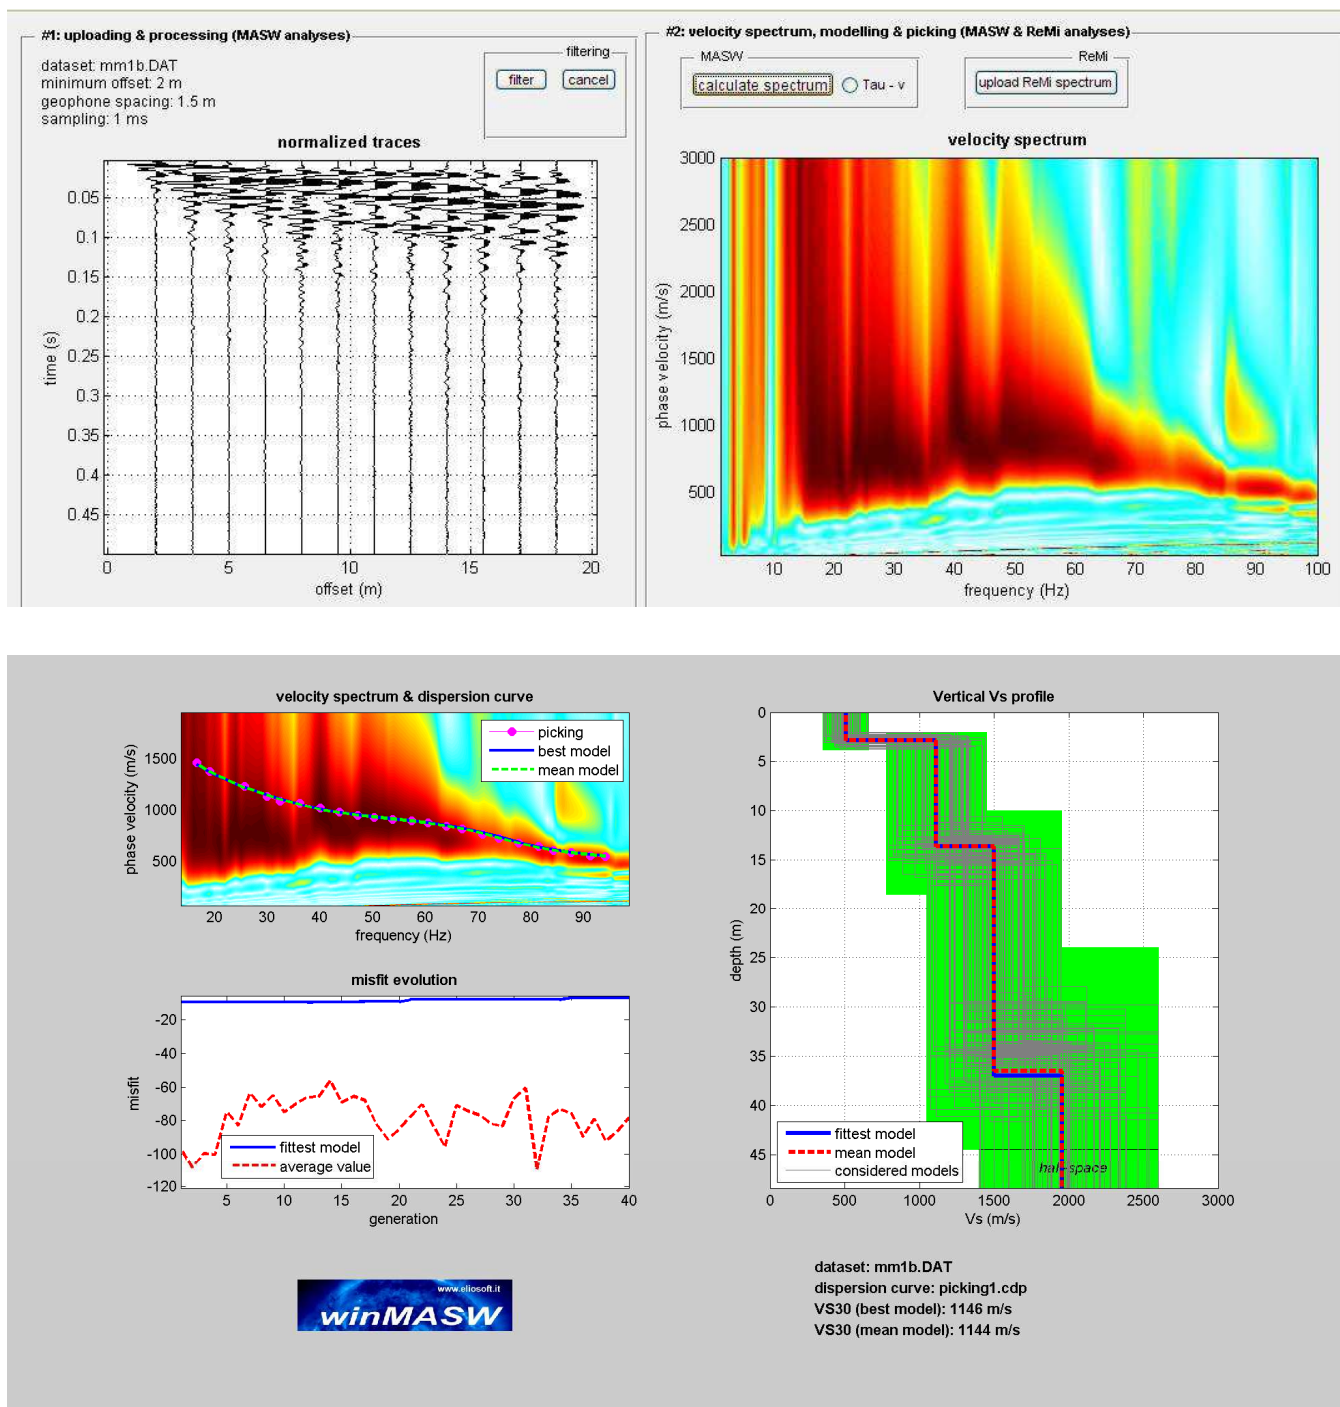 #1: uploading & processing (MASW analyses)
dataset: mm1b.DAT
minimum offset: 2 m
geophone spacing: 1.5 m
sampling: 1 ms
filtering
filter
cancel
normalized traces
time (s)
0.05
0.1
0.15
0.2
0.25
0.3
0.35
0.4
0.45
0
5
10
15
20
offset (m)
#2: velocity spectrum, modelling & picking (MASW & ReMi analyses)
MASW
calculate spectrum
Tau - v
ReMi
upload ReMi spectrum
velocity spectrum
phase velocity (m/s)
3000
2500
2000
1500
1000
500
10
20
30
40
50
60
70
80
90
100
frequency (Hz)
velocity spectrum & dispersion curve
phase velocity (m/s)
1500
1000
500
picking
best model
mean model
20
30
40
50
60
70
80
90
frequency (Hz)
misfit evolution
misfit
-20
-40
-60
-80
-100
-120
fittest model
average value
5
10
15
20
25
30
35
40
generation
Vertical Vs profile
depth (m)
0
5
10
15
20
25
30
35
40
45
fittest model
mean model
considered models
half-space
0
500
1000
1500
2000
2500
3000
Vs (m/s)
www.eliosoft.it
winMASW
dataset: mm1b.DAT
dispersion curve: picking1.cdp
VS30 (best model): 1146 m/s
VS30 (mean model): 1144 m/s